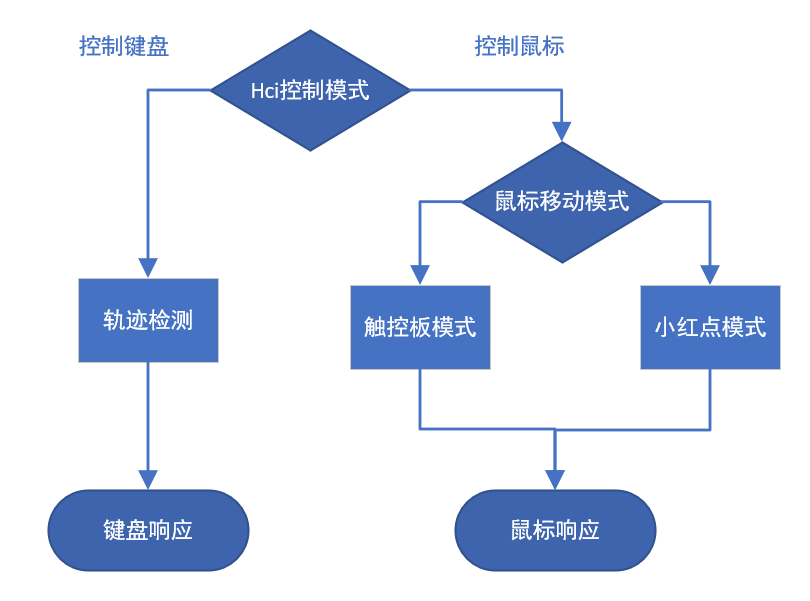 控制键盘
控制鼠标
Hci控制模式
鼠标移动模式
轨迹检测
触控板模式
小红点模式
键盘响应
鼠标响应